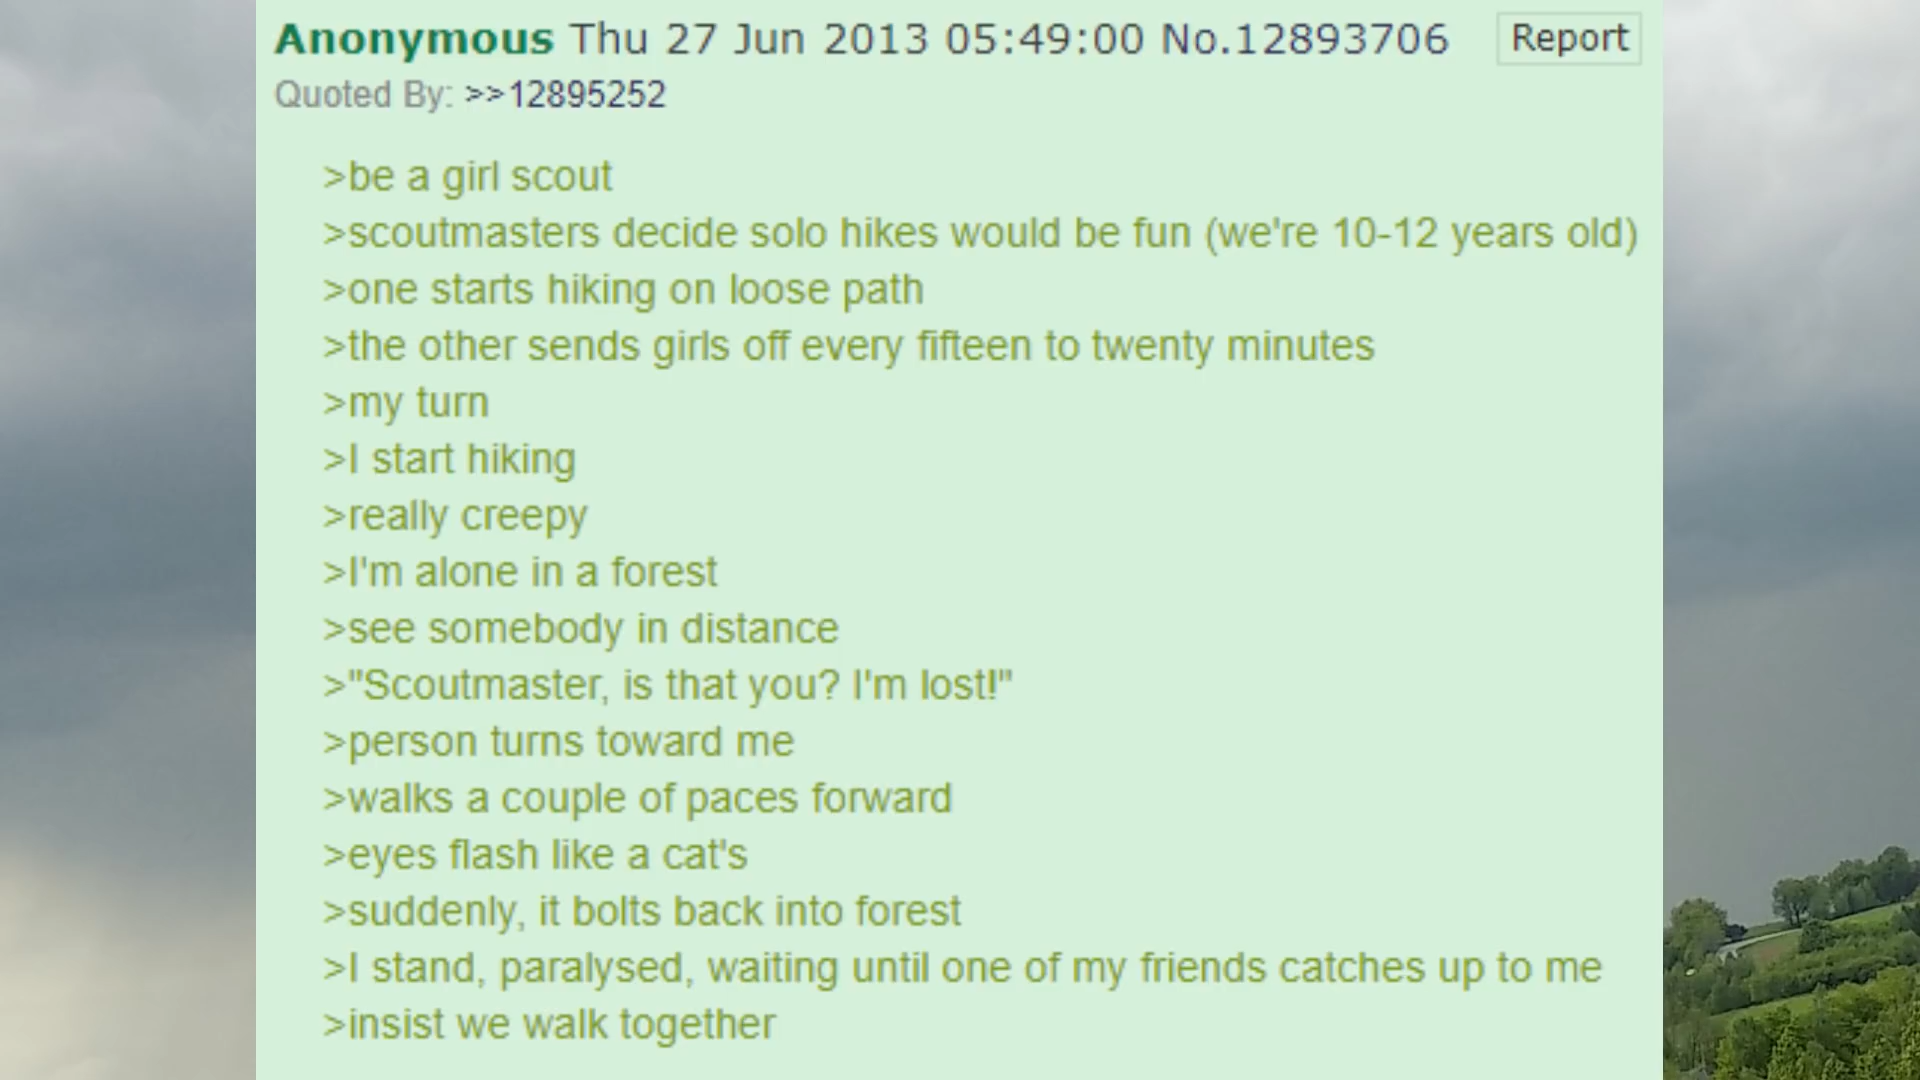 Anonymous Thu 27 Jun 2013 05:49:00 No.12893706 Report
Quoted By: >>12895252
>be a girl scout
>scoutmasters decide solo hikes would be fun (we're 10-12 years old)
>one starts hiking on loose path
>the other sends girls off every fifteen to twenty minutes
>my turn
>I start hiking
>really creepy
>I'm alone in a forest
>see somebody in distance
>"Scoutmaster, is that you? I'm lost!"
>person turns toward me
>walks a couple of paces forward
>eyes flash like a cat's
>suddenly, it bolts back into forest
>I stand, paralysed, waiting until one of my friends catches up to me
>insist we walk together